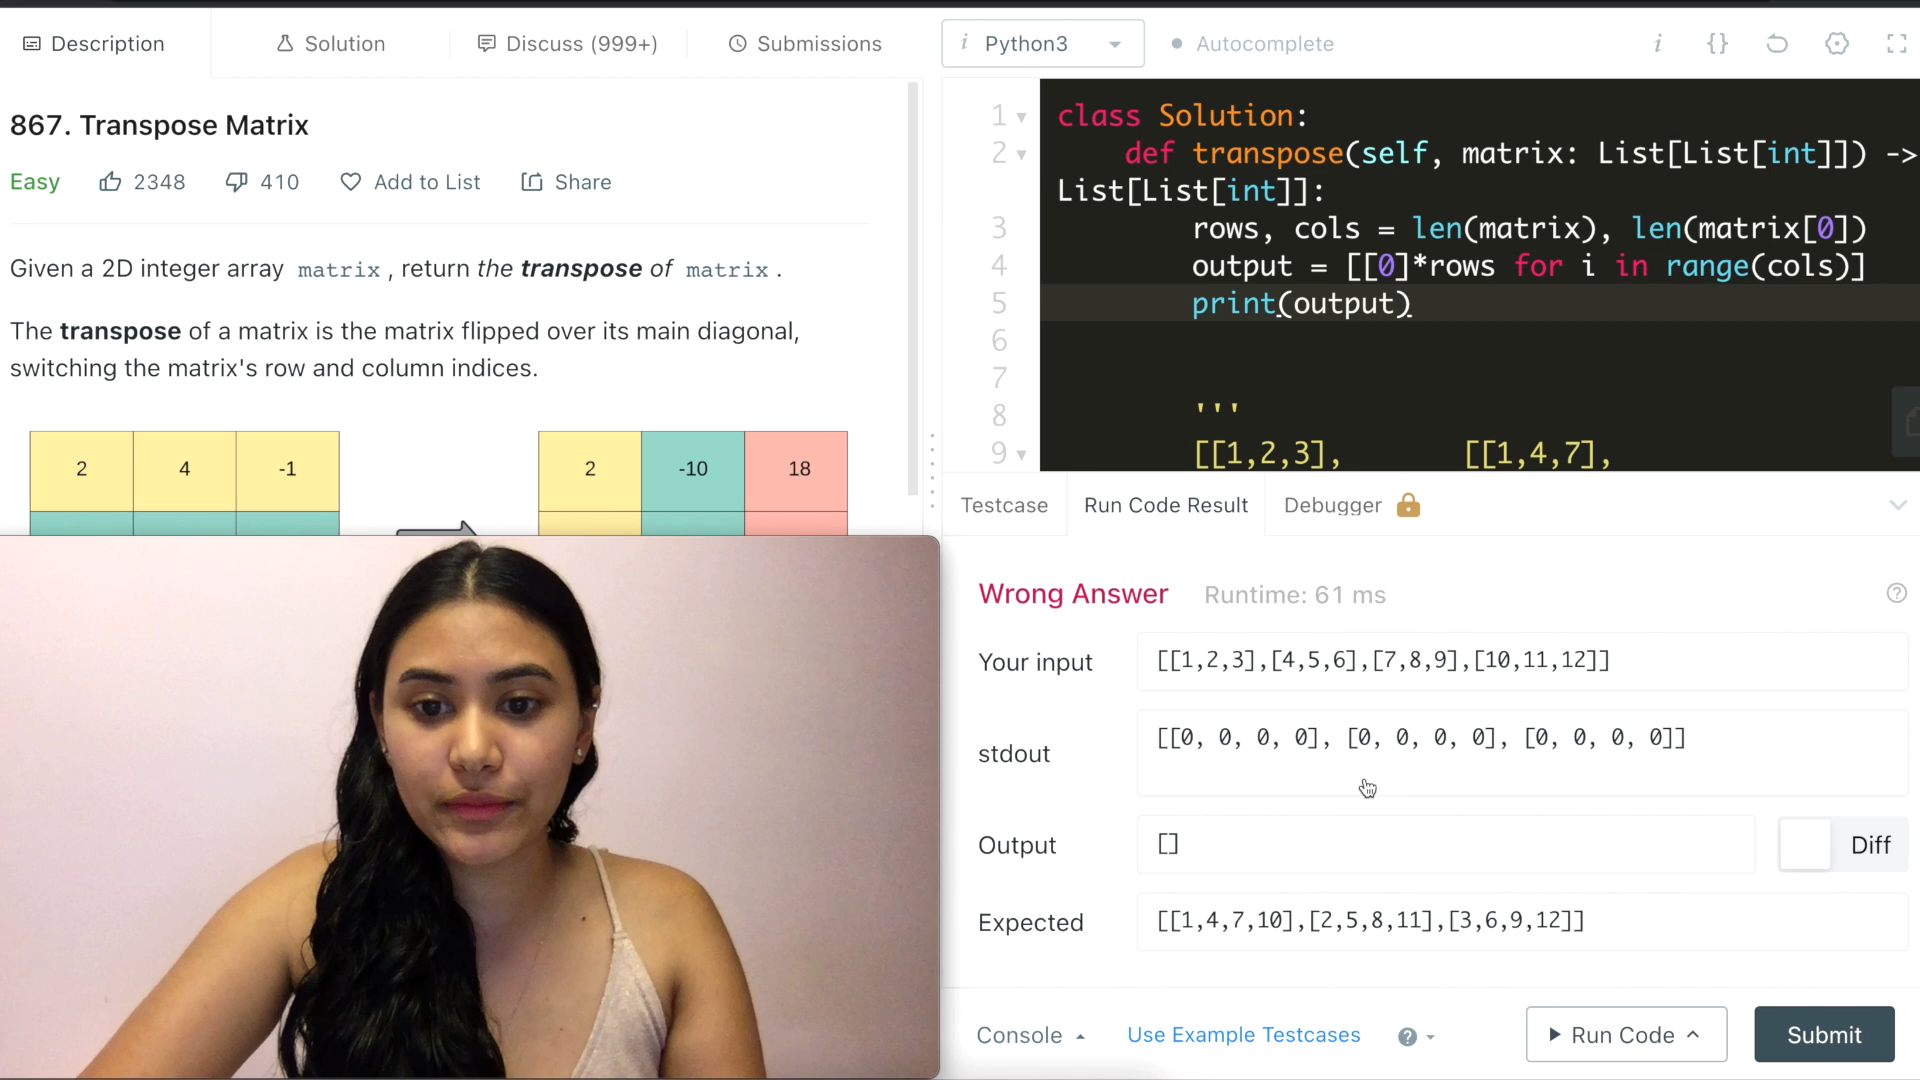 Description
Solution
Discuss (999+)
Submissions
i Python3
Autocomplete
i {}
867. Transpose Matrix
Easy 2348 410 Add to List Share
Given a 2D integer array matrix, return the transpose of matrix.
The transpose of a matrix is the matrix flipped over its main diagonal,
switching the matrix's row and column indices.
2 4 -1
2 -10 18
1 class Solution:
2 def transpose(self, matrix: List[List[int]]) ->
List[List[int]]:
3 rows, cols = len(matrix), len(matrix[0])
4 output = [[0]*rows for i in range(cols)]
5 print(output)
6
7
8 '''
9 [[1,2,3], [[1,4,7],
Testcase Run Code Result Debugger
Wrong Answer Runtime: 61 ms ?
Your input [[1,2,3],[4,5,6],[7,8,9],[10,11,12]]
stdout [[0, 0, 0, 0], [0, 0, 0, 0], [0, 0, 0, 0]]
Output [] Diff
Expected [[1,4,7,10],[2,5,8,11],[3,6,9,12]]
Console Use Example Testcases ? Run Code Submit